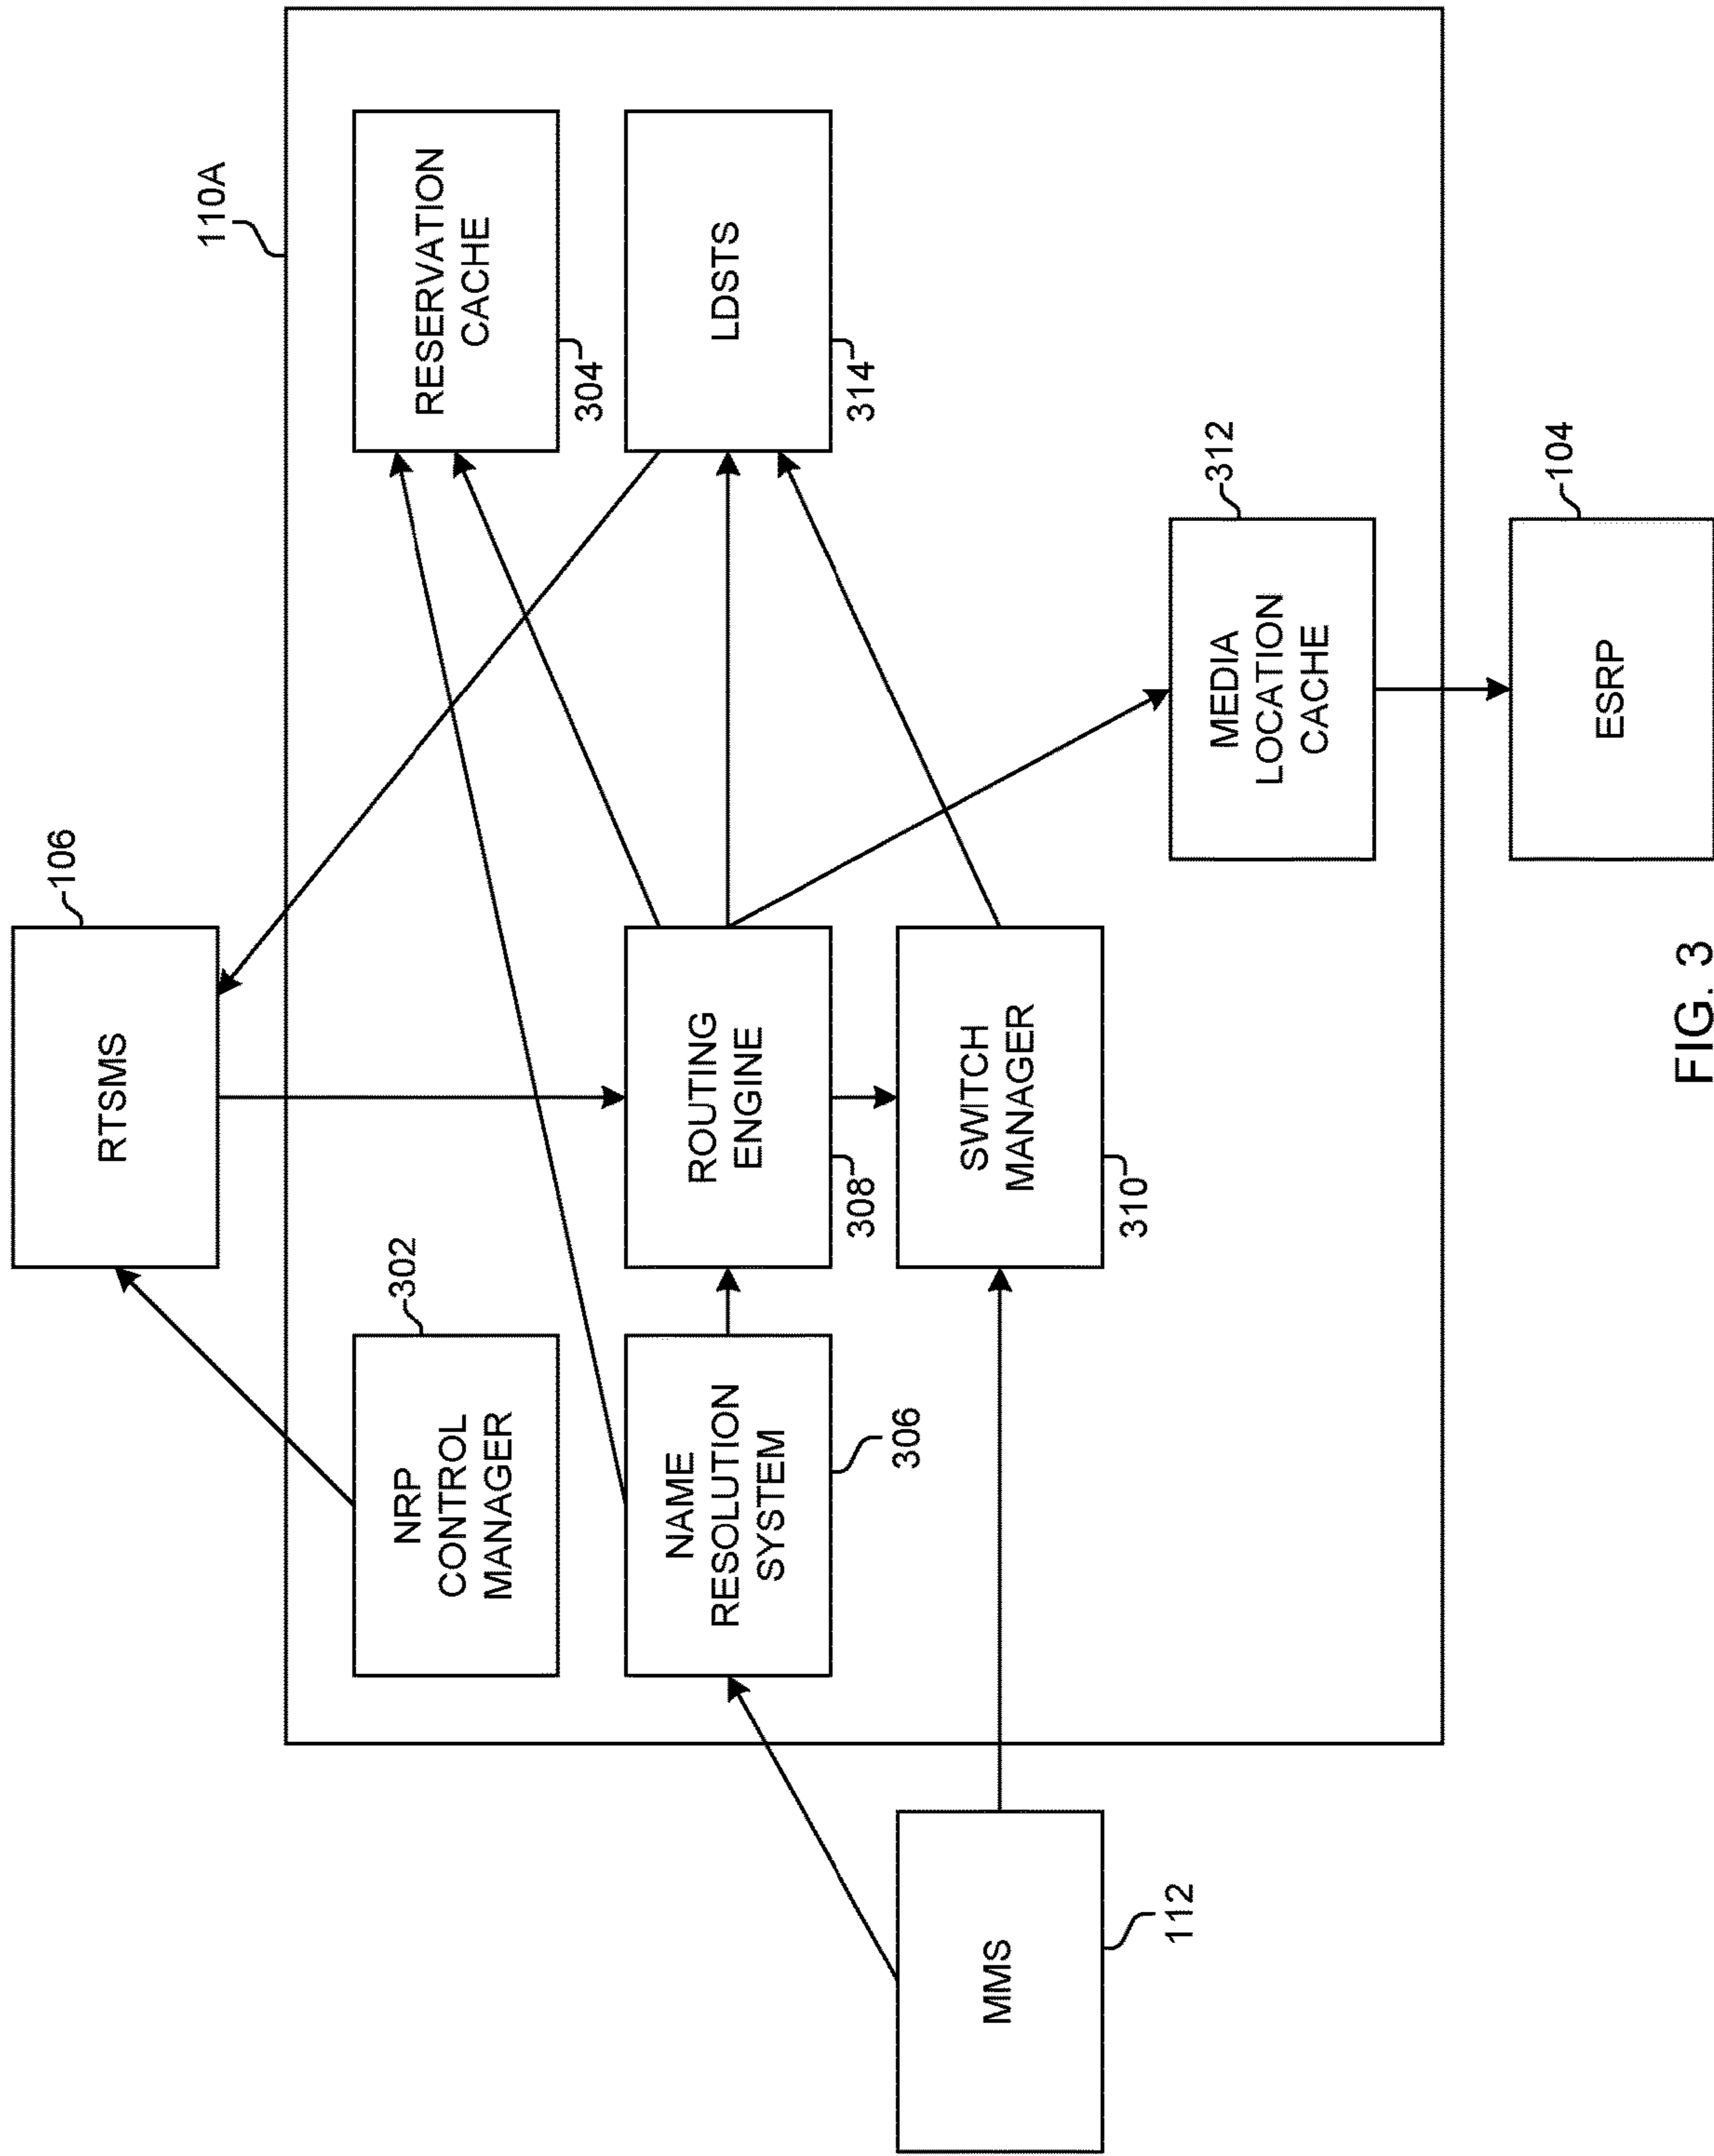 106
RTSMS
110A
302
NRP
CONTROL
MANAGER
RESERVATION
CACHE
304
NAME
RESOLUTION
SYSTEM
306
ROUTING
ENGINE
308
LDSTS
314
MMS
112
SWITCH
MANAGER
310
MEDIA
LOCATION
CACHE
312
ESRP
104
FIG. 3